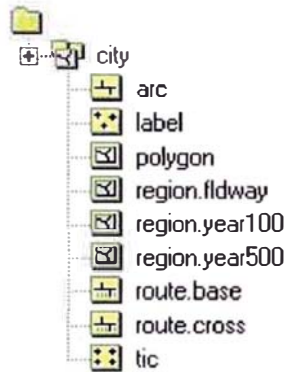 city
arc
label
polygon
region.fldway
region.year100
region.year500
route.base
route.cross
tic